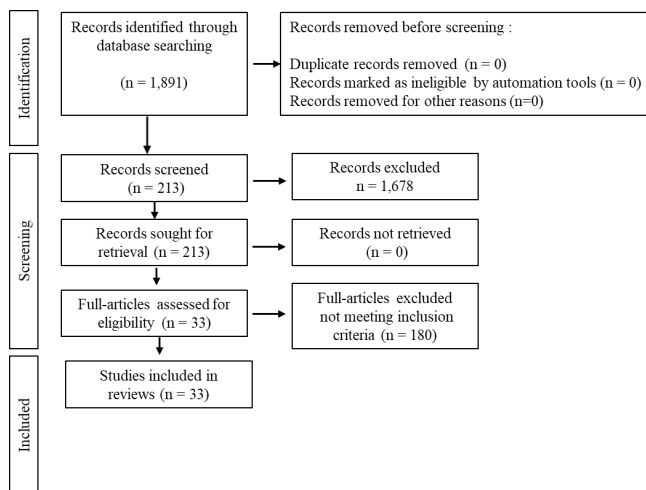 Identification
Records identified through
database searching
(n = 1,891)
Records removed before screening :
Duplicate records removed (n = 0)
Records marked as ineligible by automation tools (n = 0)
Records removed for other reasons (n=0)
Screening
Records screened
(n = 213)
Records excluded
n = 1,678
Records sought for
retrieval (n = 213)
Records not retrieved
(n = 0)
Full-articles assessed for
eligibility (n = 33)
Full-articles excluded
not meeting inclusion
criteria (n = 180)
Included
Studies included in
reviews (n = 33)